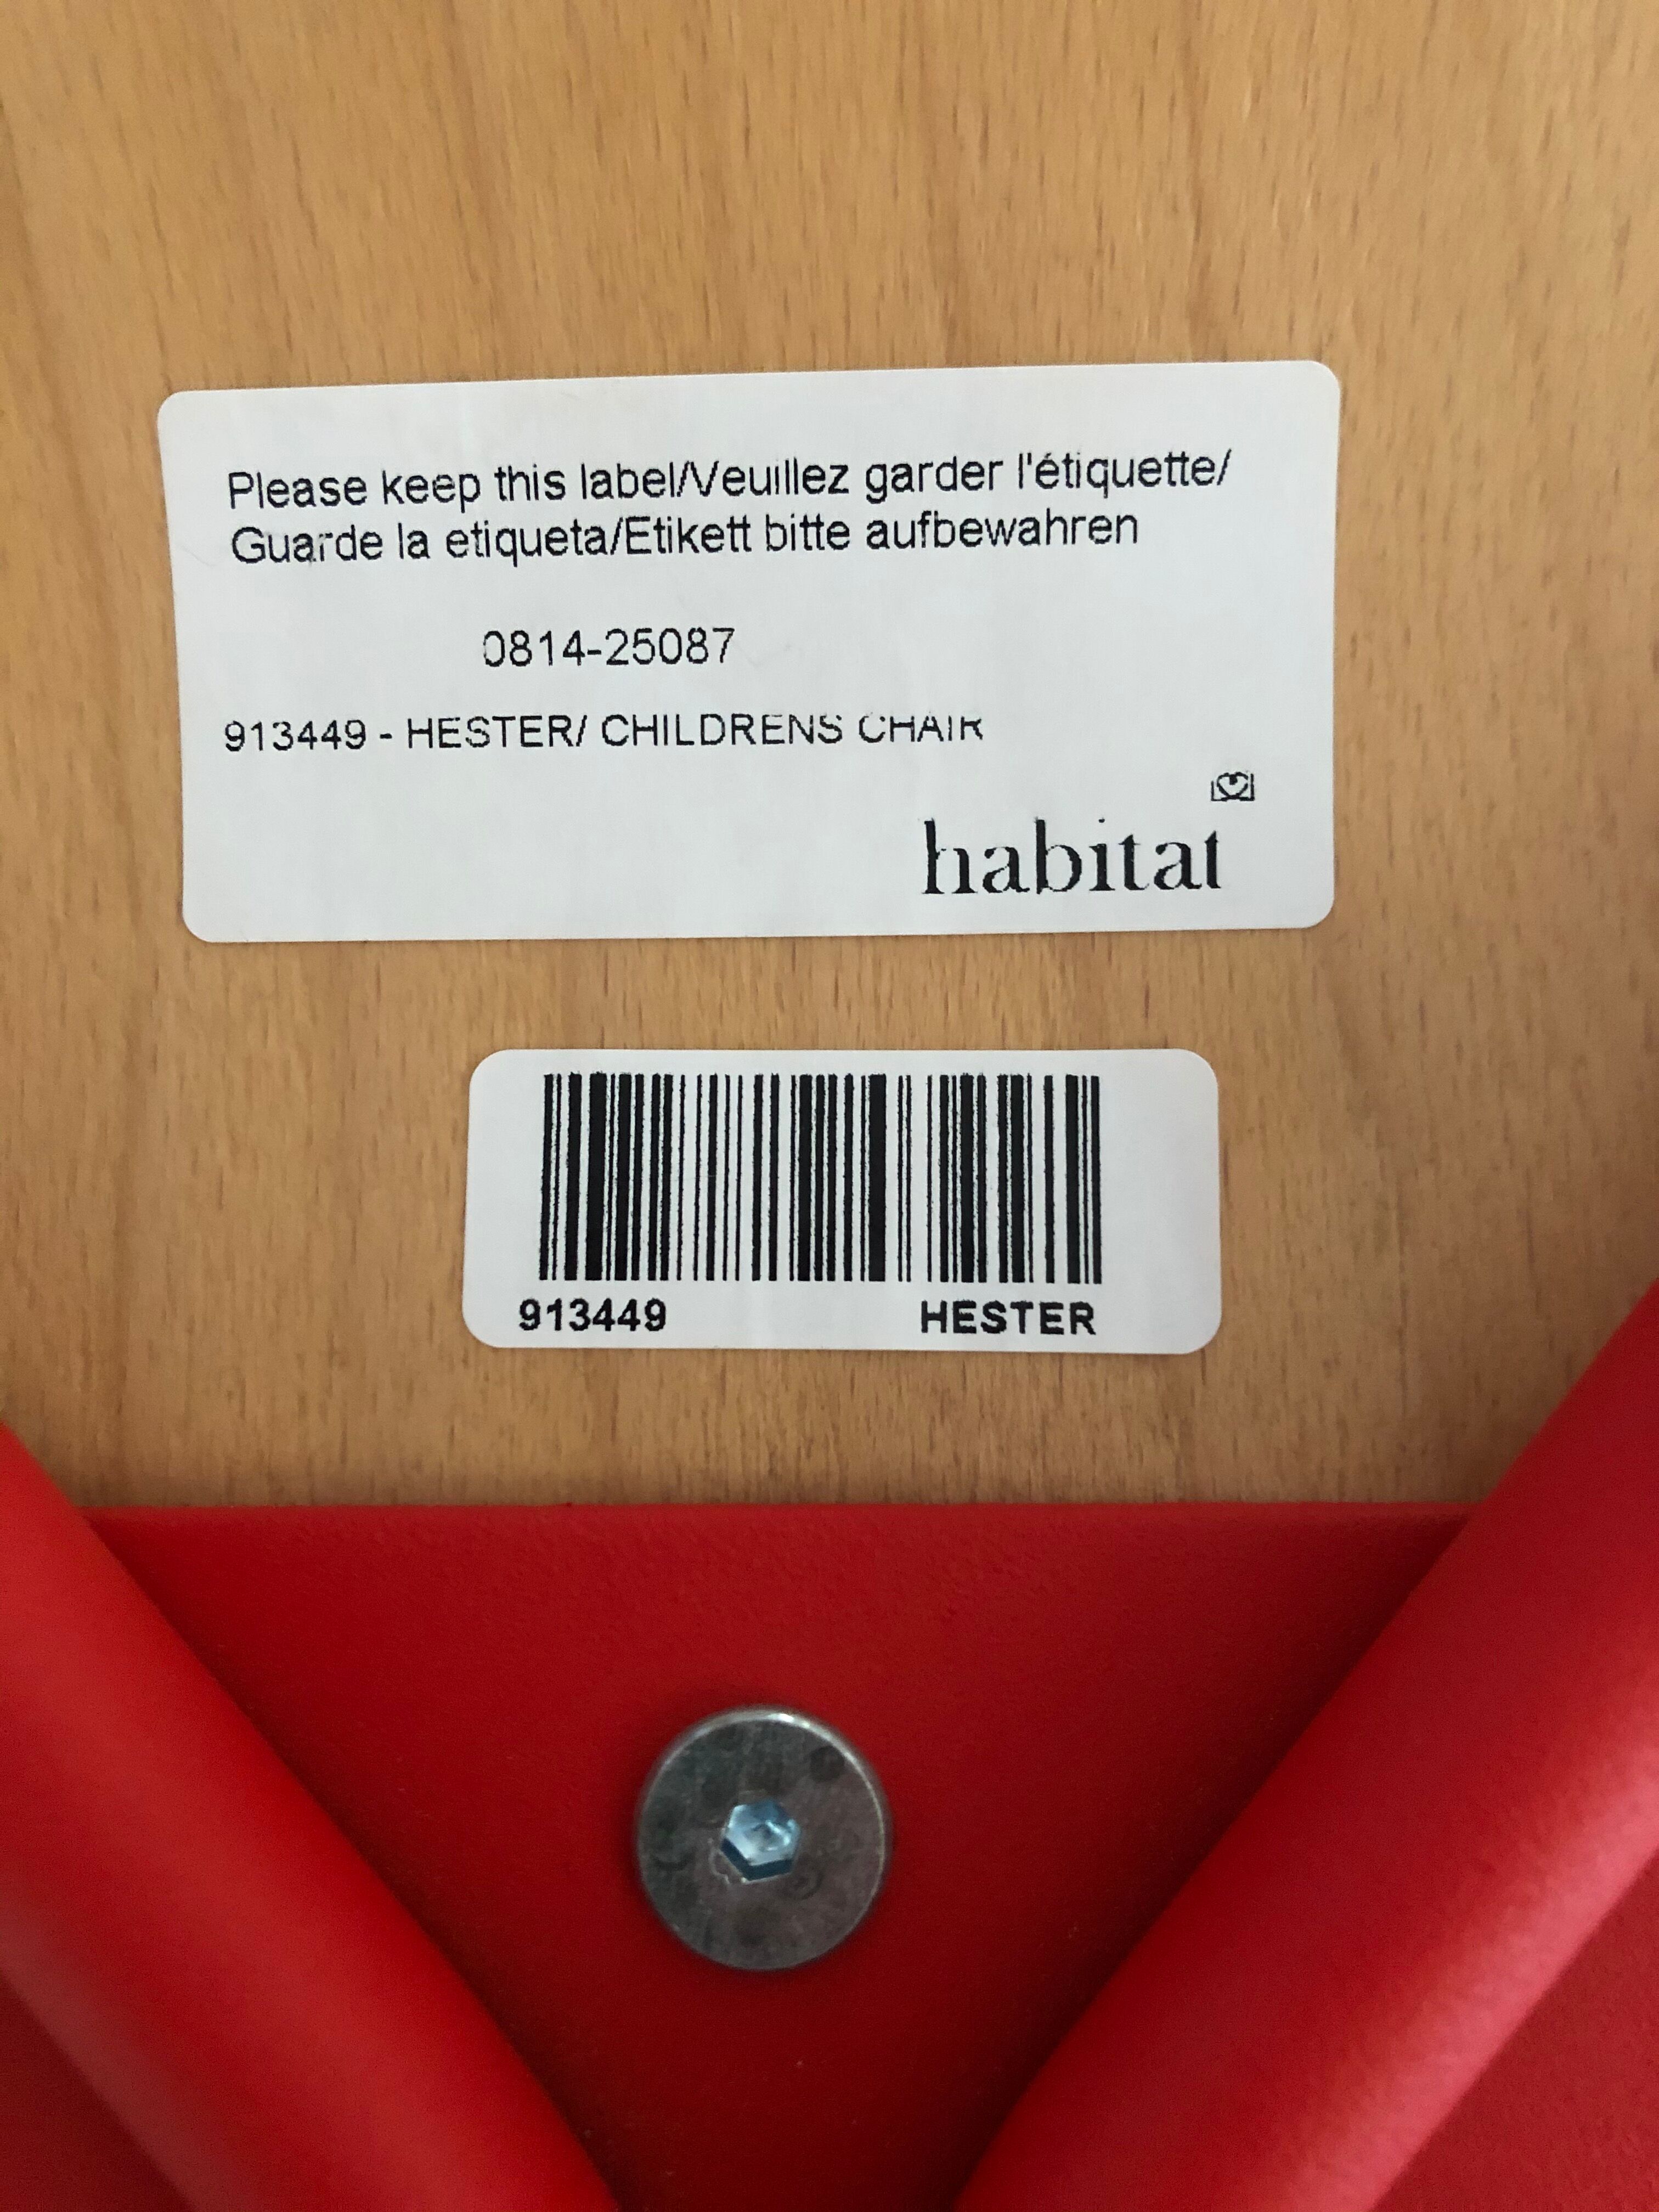 Please keep this label/Veuillez garder l'étiquette/
Guarde la etiqueta/Etikett bitte aufbewahren
0814-25087
913449 - HESTER/ CHILDRENS CHAIR
habitat
913449 HESTER